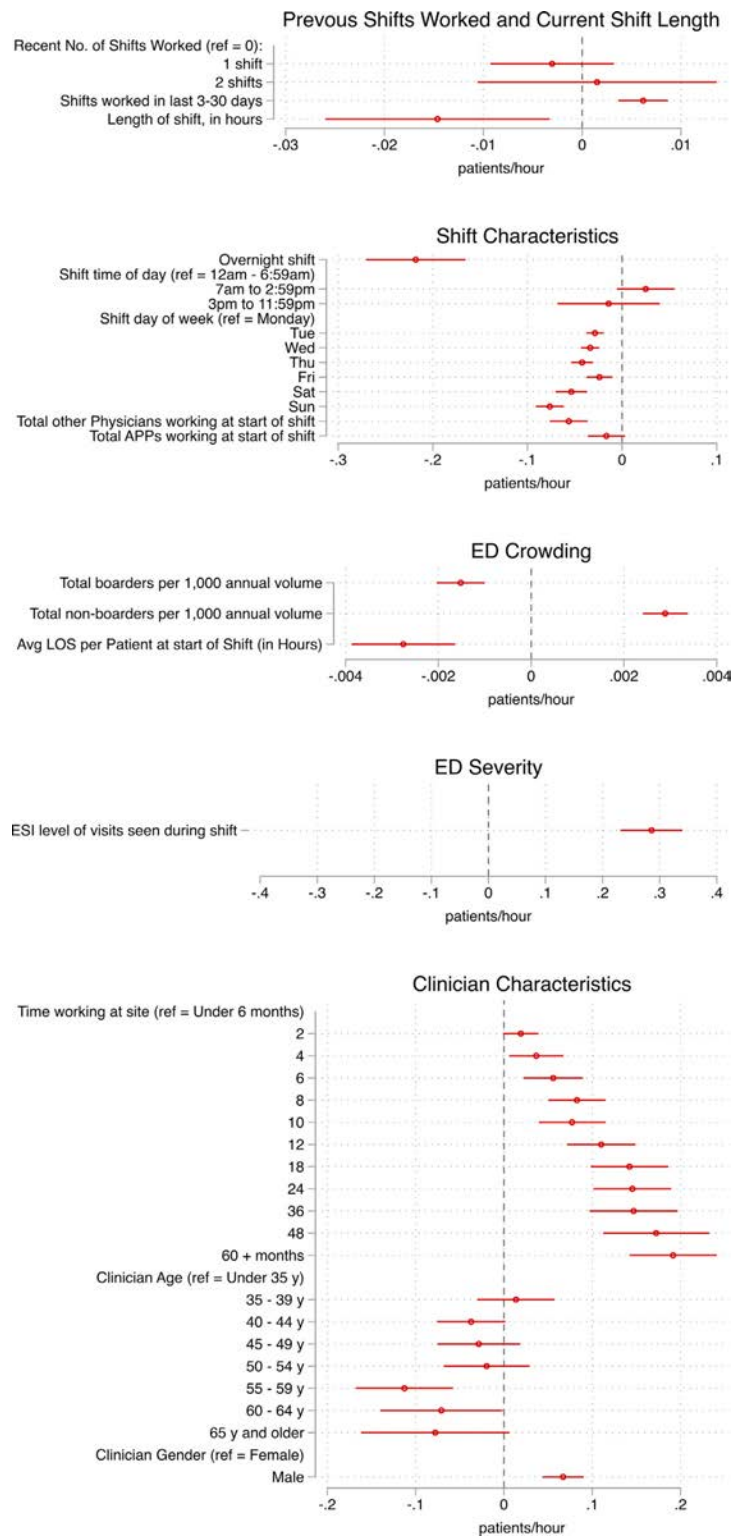 Prevous Shifts Worked and Current Shift Length
Recent No. of Shifts Worked (ref = 0):
1 shift
2 shifts
Shifts worked in last 3-30 days
Length of shift, in hours
-.03 -.02 -.01 0 .01
patients/hour
Shift Characteristics
Overnight shift
Shift time of day (ref = 12am - 6:59am)
7am to 2:59pm
3pm to 11:59pm
Shift day of week (ref = Monday)
Tue
Wed
Thu
Fri
Sat
Sun
Total other Physicians working at start of shift
Total APPs working at start of shift
-.3 -.2 -.1 0 .1
patients/hour
ED Crowding
Total boarders per 1,000 annual volume
Total non-boarders per 1,000 annual volume
Avg LOS per Patient at start of Shift (in Hours)
-.004 -.002 0 .002 .004
patients/hour
ED Severity
ESI level of visits seen during shift
-.4 -.3 -.2 -.1 0 .1 .2 .3 .4
patients/hour
Clinician Characteristics
Time working at site (ref = Under 6 months)
2
4
6
8
10
12
18
24
36
48
60 + months
Clinician Age (ref = Under 35 y)
35 - 39 y
40 - 44 y
45 - 49 y
50 - 54 y
55 - 59 y
60 - 64 y
65 y and older
Clinician Gender (ref = Female)
Male
-.2 -.1 0 .1 .2
patients/hour